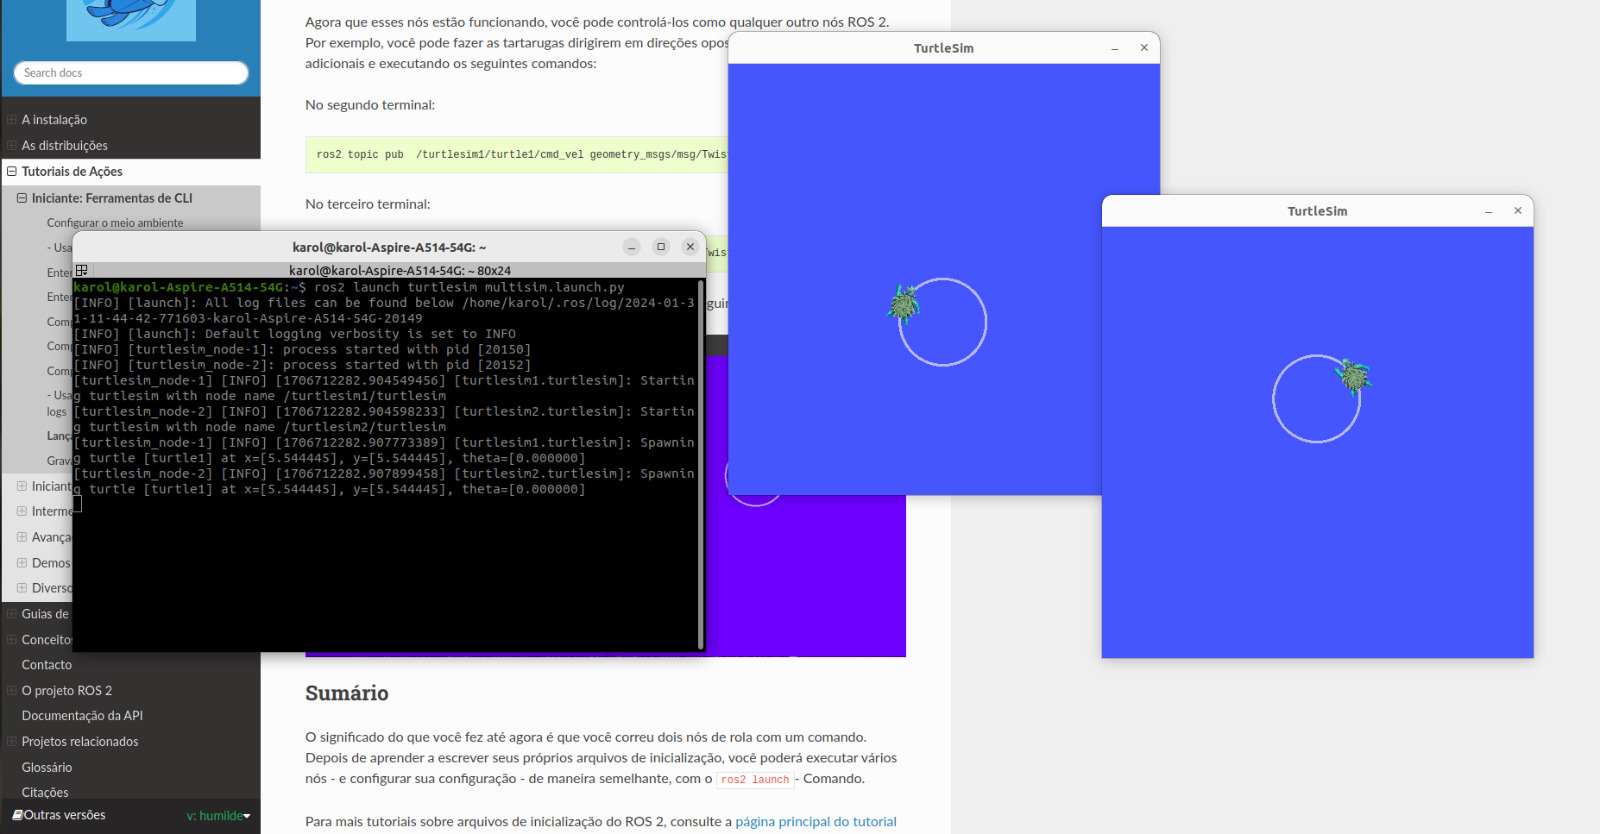 Search docs
A instalação
As distribuições
Tutoriais de Ações
Iniciante: Ferramentas de CLI
Configurar o meio ambiente
- Usa
Enter
Enter
Com
Com
Com
- Usa
logs
Lanç
Grav
Iniciant
Interme
Avança
Demos
Diverso
Guias de
Conceitos
Contacto
O projeto ROS 2
Documentação da API
Projetos relacionados
Glossário
Citações
Outras versões v: humilde
Agora que esses nós estão funcionando, você pode controlá-los como qualquer outro nós ROS 2.
Por exemplo, você pode fazer as tartarugas dirigirem em direções opos
adicionais e executando os seguintes comandos:
No segundo terminal:
ros2 topic pub /turtlesim1/turtle1/cmd_vel geometry_msgs/msg/Twis
No terceiro terminal:
/Twis
guin
karol@karol-Aspire-A514-54G: ~
karol@karol-Aspire-A514-54G: ~ 80x24
karol@karol-Aspire-A514-54G:~$ ros2 launch turtlesim multisim.launch.py
[INFO] [launch]: All log files can be found below /home/karol/.ros/log/2024-01-3
1-11-44-42-771603-karol-Aspire-A514-54G-20149
[INFO] [launch]: Default logging verbosity is set to INFO
[INFO] [turtlesim_node-1]: process started with pid [20150]
[INFO] [turtlesim_node-2]: process started with pid [20152]
[turtlesim_node-1] [INFO] [1706712282.904549456] [turtlesim1.turtlesim]: Startin
g turtlesim with node name /turtlesim1/turtlesim
[turtlesim_node-2] [INFO] [1706712282.904598233] [turtlesim2.turtlesim]: Startin
g turtlesim with node name /turtlesim2/turtlesim
[turtlesim_node-1] [INFO] [1706712282.907773389] [turtlesim1.turtlesim]: Spawnin
g turtle [turtle1] at x=[5.544445], y=[5.544445], theta=[0.000000]
[turtlesim_node-2] [INFO] [1706712282.907899458] [turtlesim2.turtlesim]: Spawnin
g turtle [turtle1] at x=[5.544445], y=[5.544445], theta=[0.000000]
TurtleSim
TurtleSim
Sumário
O significado do que você fez até agora é que você correu dois nós de rola com um comando.
Depois de aprender a escrever seus próprios arquivos de inicialização, você poderá executar vários
nós - e configurar sua configuração - de maneira semelhante, com o ros2 launch- Comando.
Para mais tutoriais sobre arquivos de inicialização do ROS 2, consulte a página principal do tutorial